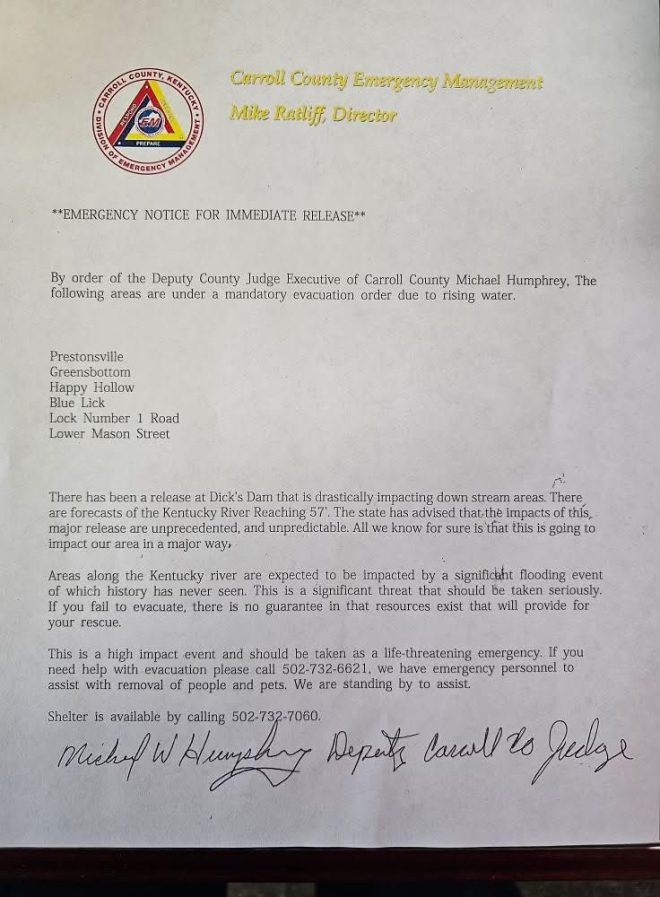 Carroll County Emergency Management
Mike Ratliff, Director
CARROLL COUNTY, KENTUCKY
DIVISION OF EMERGENCY MANAGEMENT
RESPOND
EM
PREPARE
**EMERGENCY NOTICE FOR IMMEDIATE RELEASE**
By order of the Deputy County Judge Executive of Carroll County Michael Humphrey, The
following areas are under a mandatory evacuation order due to rising water.
Prestonsville
Greensbottom
Happy Hollow
Blue Lick
Lock Number 1 Road
Lower Mason Street
There has been a release at Dick's Dam that is drastically impacting down stream areas. There
are forecasts of the Kentucky River Reaching 57'. The state has advised that the impacts of this
major release are unprecedented, and unpredictable. All we know for sure is that this is going to
impact our area in a major way.
Areas along the Kentucky river are expected to be impacted by a significant flooding event
of which history has never seen. This is a significant threat that should be taken seriously.
If you fail to evacuate, there is no guarantee in that resources exist that will provide for
your rescue.
This is a high impact event and should be taken as a life-threatening emergency. If you
need help with evacuation please call 502-732-6621, we have emergency personnel to
assist with removal of people and pets. We are standing by to assist.
Shelter is available by calling 502-732-7060.
Michael W Humphrey Deputy Carroll Co Judge